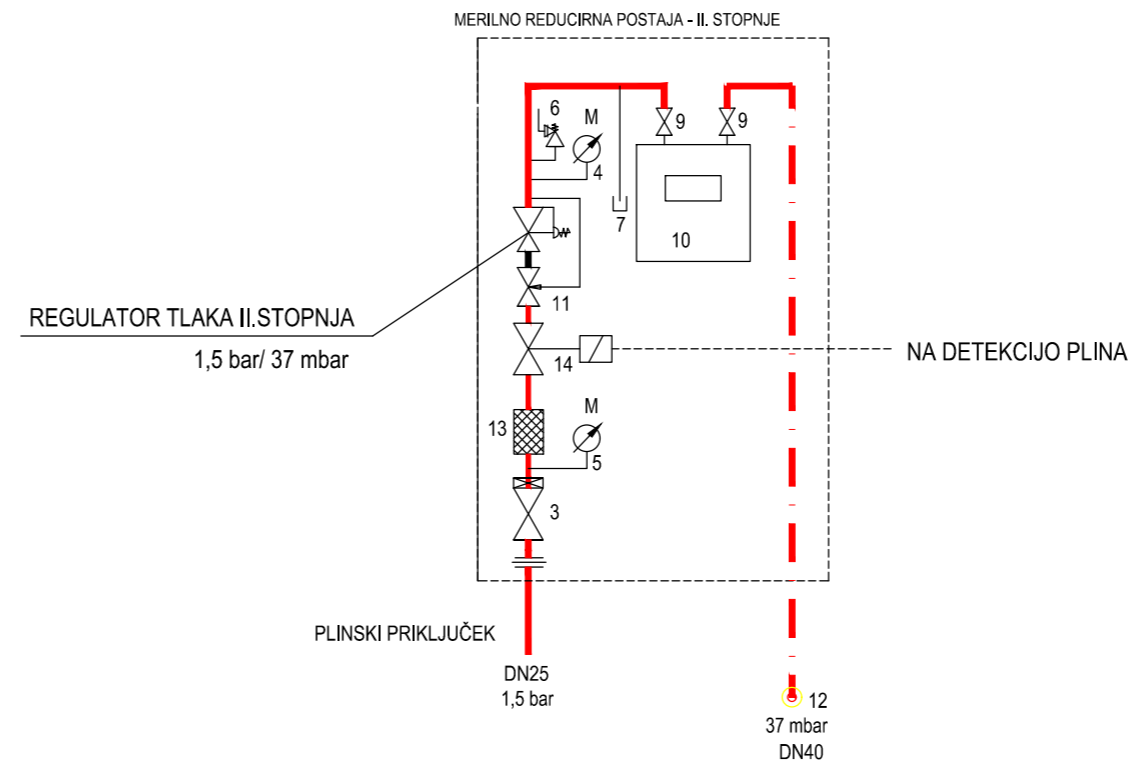 MERILNO REDUCIRNA POSTAJA - II. STOPNJE
6
M
9
9
4
7
10
11
REGULATOR TLAKA II.STOPNJA
1,5 bar/ 37 mbar
14
NA DETEKCIJO PLINA
M
13
5
3
PLINSKI PRIKLJUČEK
DN25
1,5 bar
12
37 mbar
DN40